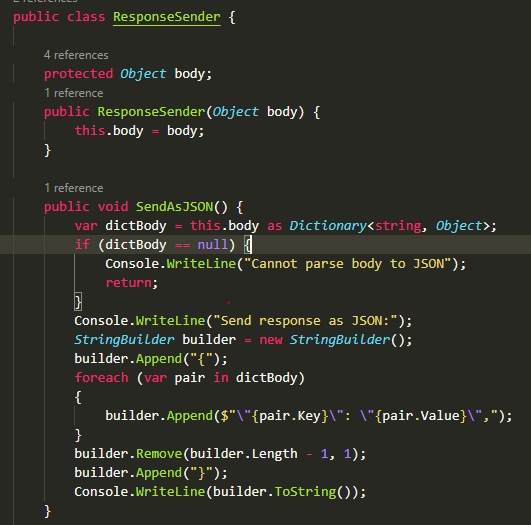 2 references
public class ResponseSender {
4 references
protected Object body;
1 reference
public ResponseSender(Object body) {
this.body = body;
}
1 reference
public void SendAsJSON() {
var dictBody = this.body as Dictionary<string, Object>;
if (dictBody == null) {
Console.WriteLine("Cannot parse body to JSON");
return;
}
Console.WriteLine("Send response as JSON:");
StringBuilder builder = new StringBuilder();
builder.Append("{");
foreach (var pair in dictBody)
{
builder.Append($"\"{pair.Key}\": \"{pair.Value}\",");
}
builder.Remove(builder.Length - 1, 1);
builder.Append("}");
Console.WriteLine(builder.ToString());
}